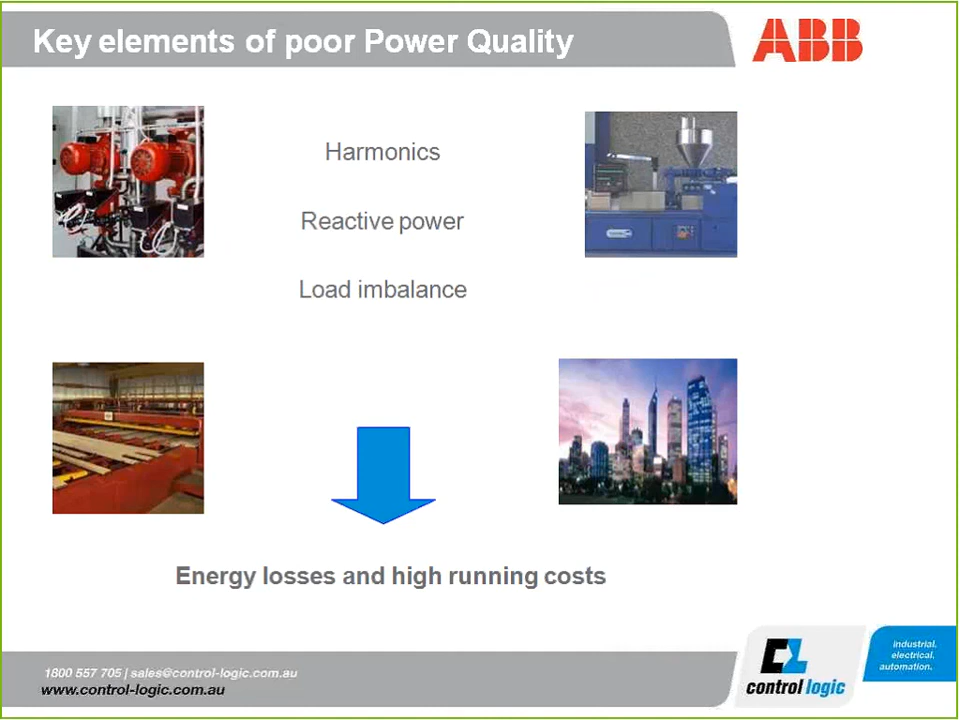 Key elements of poor Power Quality
ABB
Harmonics
Reactive power
Load imbalance
Energy losses and high running costs
1800 557 705 | sales@control-logic.com.au
www.control-logic.com.au
control logic
industrial.
electrical.
automation.